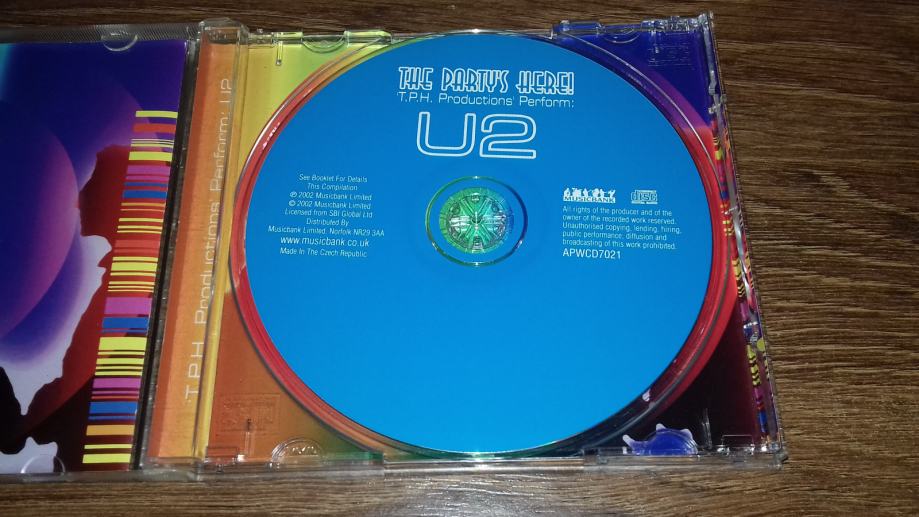 T.P.H. Productions Perform: U2
THE PARTY'S HERE!
'T.P.H. Productions' Perform:
U2
See Booklet For Details
This Compilation
℗ 2002 Musicbank Limited
© 2002 Musicbank Limited
Licensed from SBI Global Ltd
Distributed By
Musicbank Limited, Norfolk NR29 3AA
www.musicbank.co.uk
Made In The Czech Republic
MUSICBANK
All rights of the producer and of the
owner of the recorded work reserved.
Unauthorised copying, lending, hiring,
public performance, diffusion and
broadcasting of this work prohibited.
APWCD7021